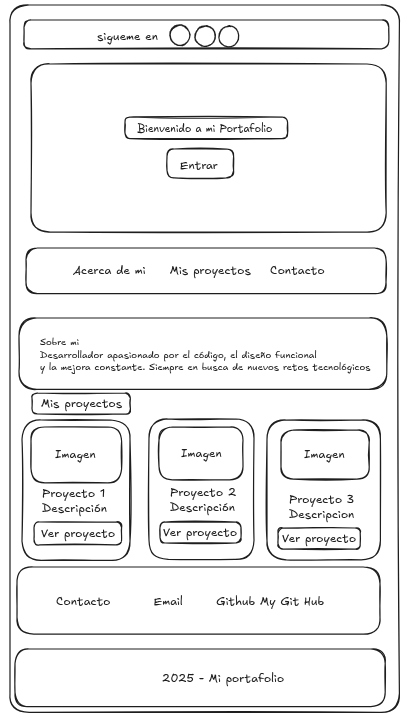 sigueme en
Bienvenido a mi Portafolio
Entrar
Acerca de mi Mis proyectos Contacto
Sobre mi
Desarrollador apasionado por el código, el diseño funcional
y la mejora constante. Siempre en busca de nuevos retos tecnológicos
Mis proyectos
Imagen
Proyecto 1
Descripción
Ver proyecto
Imagen
Proyecto 2
Descripción
Ver proyecto
Imagen
Proyecto 3
Descripcion
Ver proyecto
Contacto Email Github My Git Hub
2025 - Mi portafolio